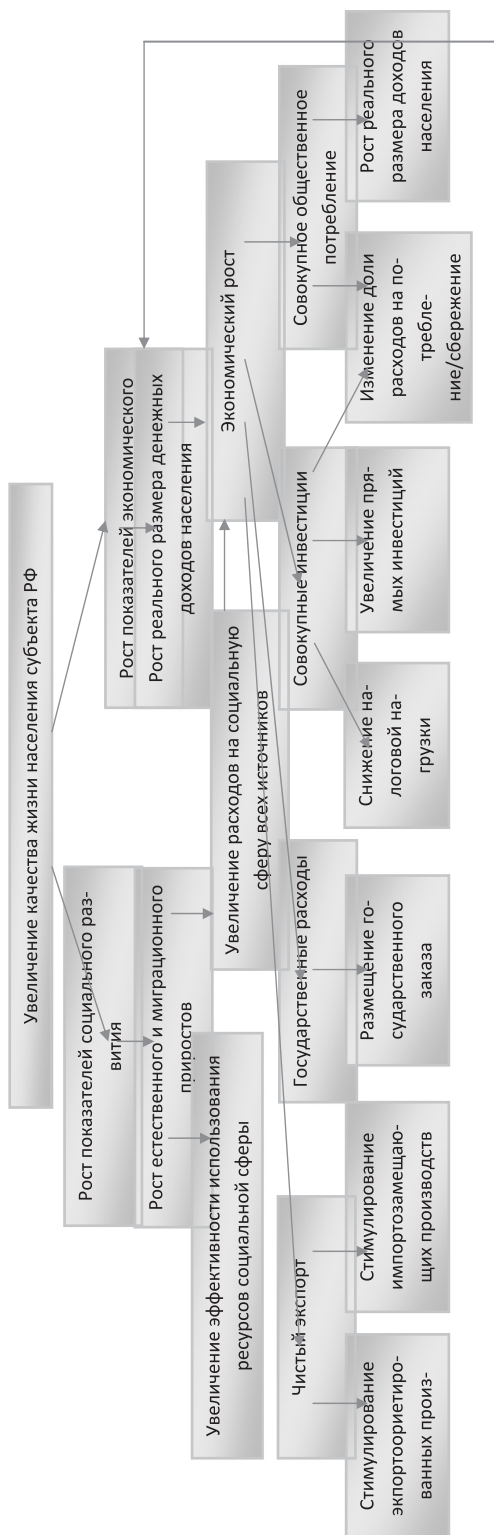 Увеличение качества жизни населения субъекта РФ
Рост показателей социального раз-
вития
Рост показателей экономического
Рост естественного и миграционного
приростов
Рост реального размера денежных
доходов населения
Увеличение эффективности использования
ресурсов социальной сферы
Увеличение расходов на социальную
сферу всех источников
Экономический рост
Чистый экспорт
Государственные расходы
Совокупные инвестиции
Совокупное общественное
потребление
Стимулирование
экпортоориетиро-
ванных произ-
Стимулирование
импортозамещаю-
щих производств
Размещение го-
сударственного
заказа
Снижение на-
логовой на-
грузки
Увеличение пря-
мых инвестиций
Изменение доли
расходов на по-
требле-
ние/сбережение
Рост реального
размера доходов
населения